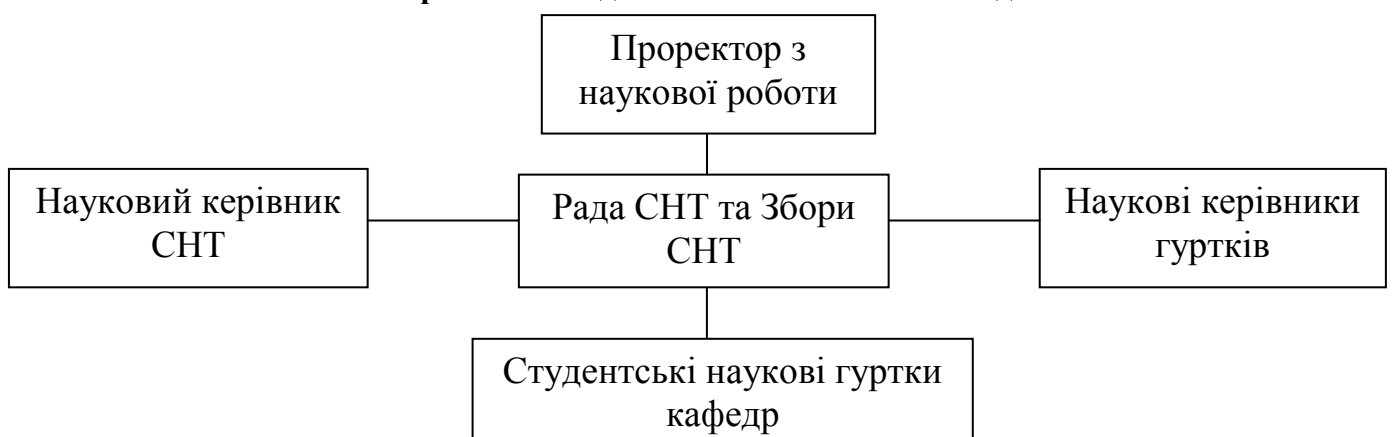 Проректор з
наукової роботи
Науковий керівник
СНТ
Рада СНТ та Збори
СНТ
Наукові керівники
гуртків
Студентські наукові гуртки
кафедр